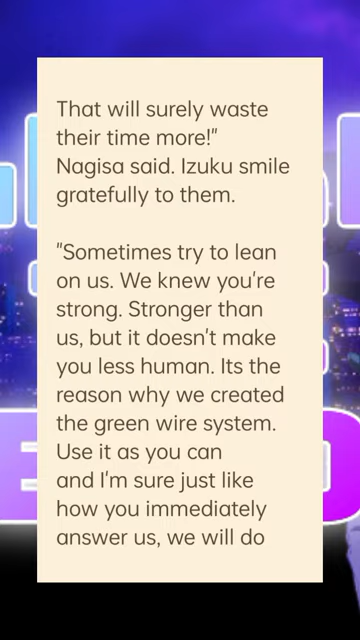 That will surely waste
their time more!"
Nagisa said. Izuku smile
gratefully to them.
"Sometimes try to lean
on us. We knew you're
strong. Stronger than
us, but it doesn't make
you less human. Its the
reason why we created
the green wire system.
Use it as you can
and I'm sure just like
how you immediately
answer us, we will do